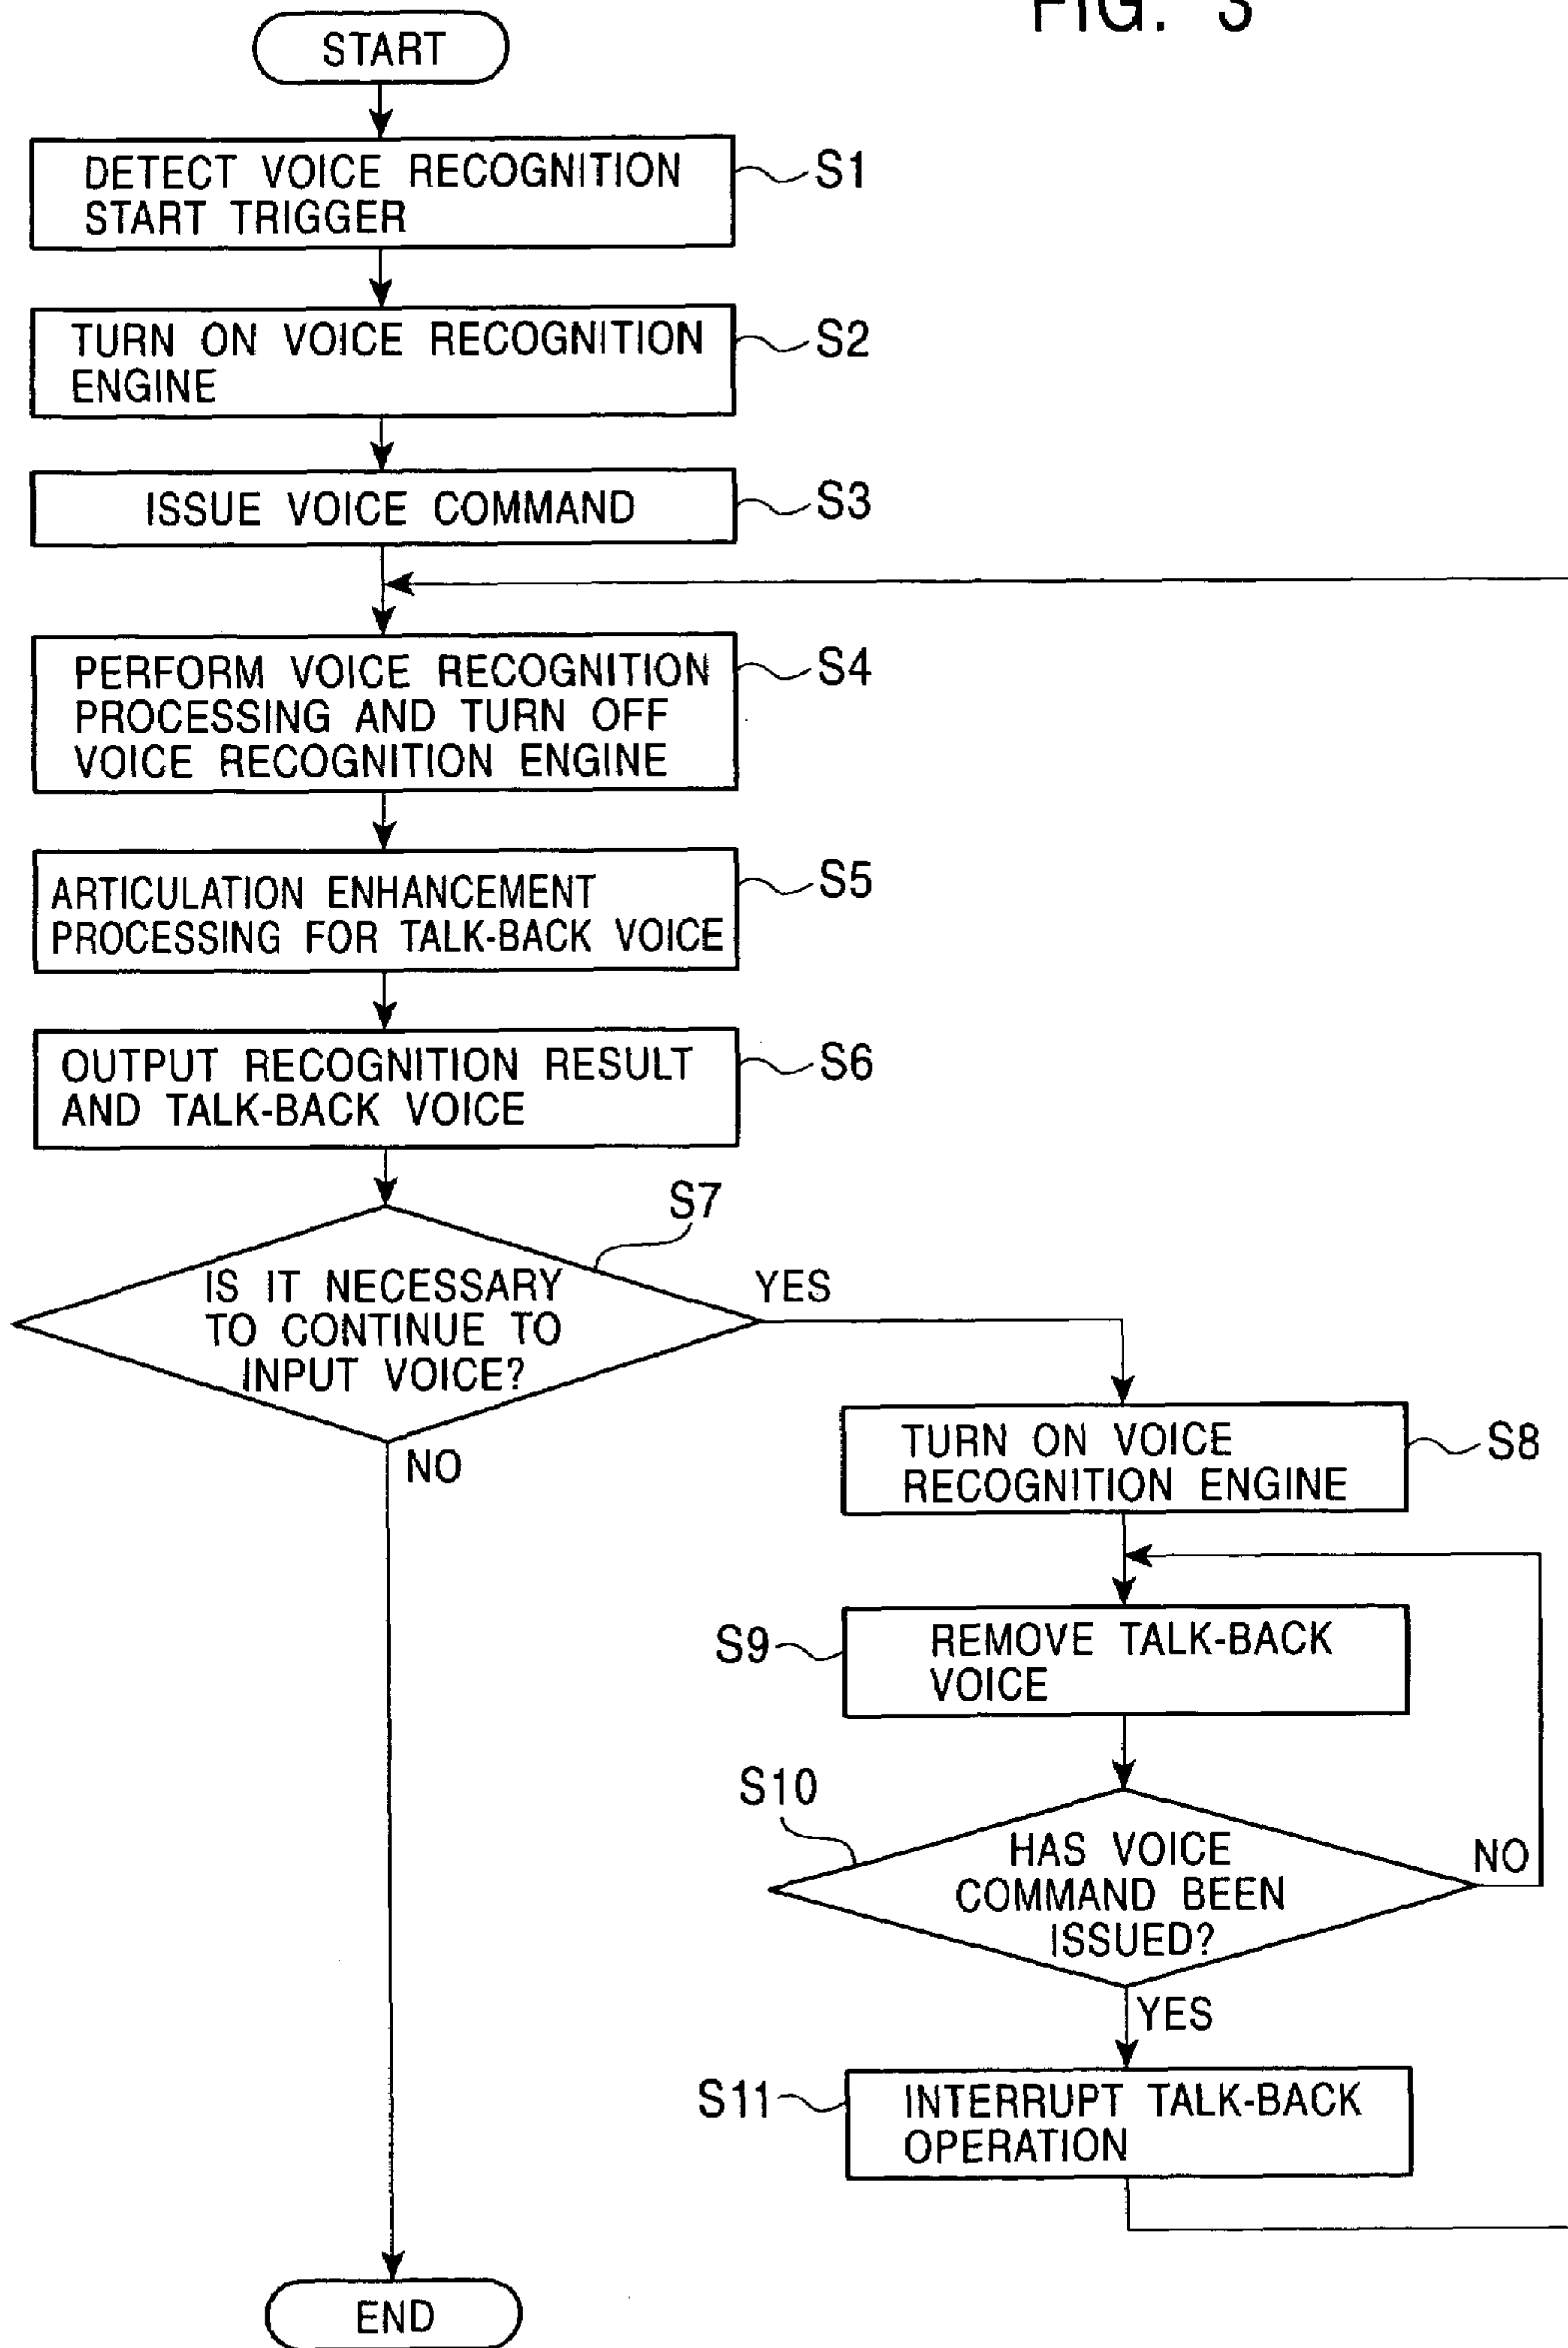 FIG. 3
START
DETECT VOICE RECOGNITION
START TRIGGER
S1
TURN ON VOICE RECOGNITION
ENGINE
S2
ISSUE VOICE COMMAND
S3
PERFORM VOICE RECOGNITION
PROCESSING AND TURN OFF
VOICE RECOGNITION ENGINE
S4
ARTICULATION ENHANCEMENT
PROCESSING FOR TALK-BACK VOICE
S5
OUTPUT RECOGNITION RESULT
AND TALK-BACK VOICE
S6
S7
IS IT NECESSARY
TO CONTINUE TO
INPUT VOICE?
YES
NO
TURN ON VOICE
RECOGNITION ENGINE
S8
S9
REMOVE TALK-BACK
VOICE
S10
HAS VOICE
COMMAND BEEN
ISSUED?
NO
YES
S11
INTERRUPT TALK-BACK
OPERATION
END